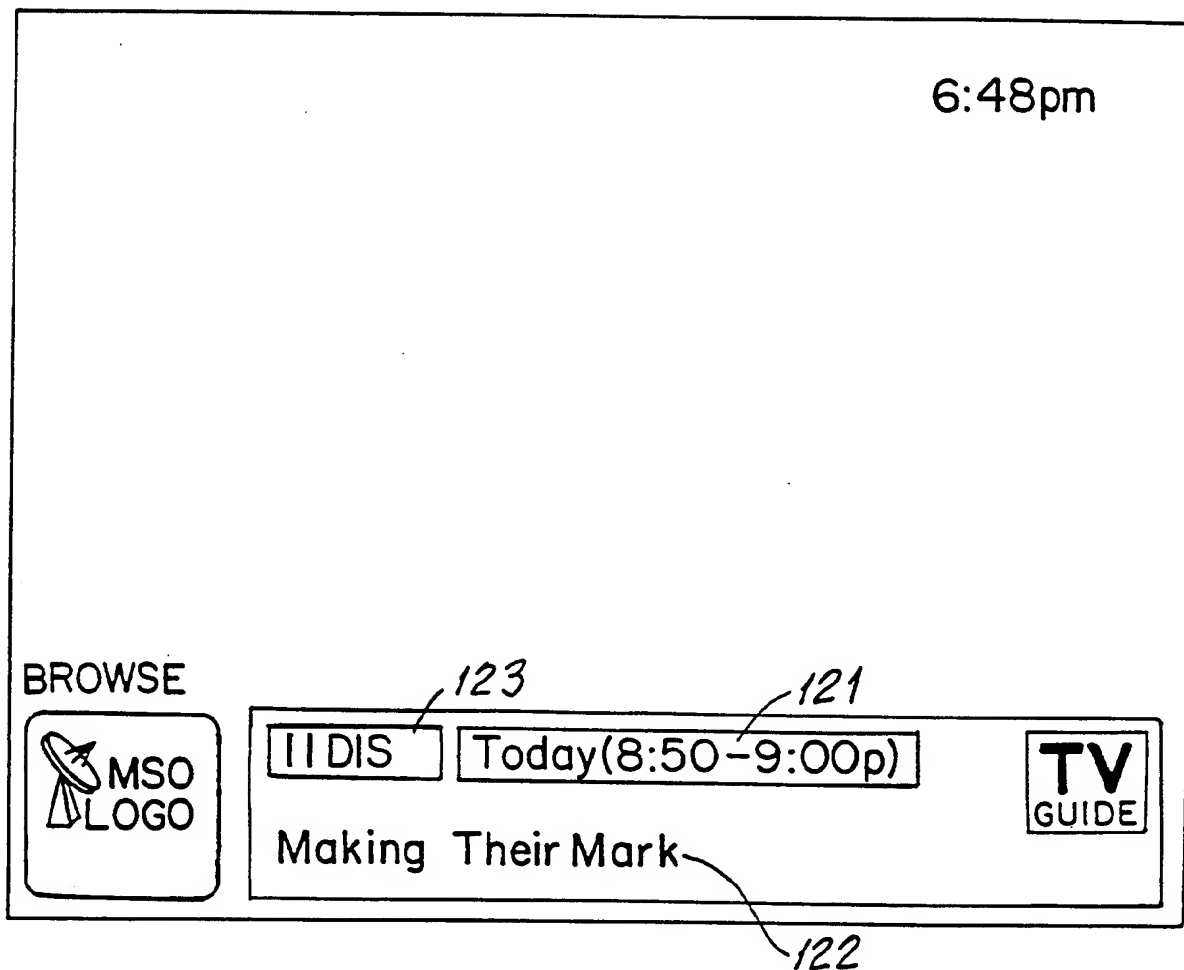 6:48pm
BROWSE
123
121
MSO
LOGO
11 DIS
Today(8:50-9:00p)
TV
GUIDE
Making Their Mark
122